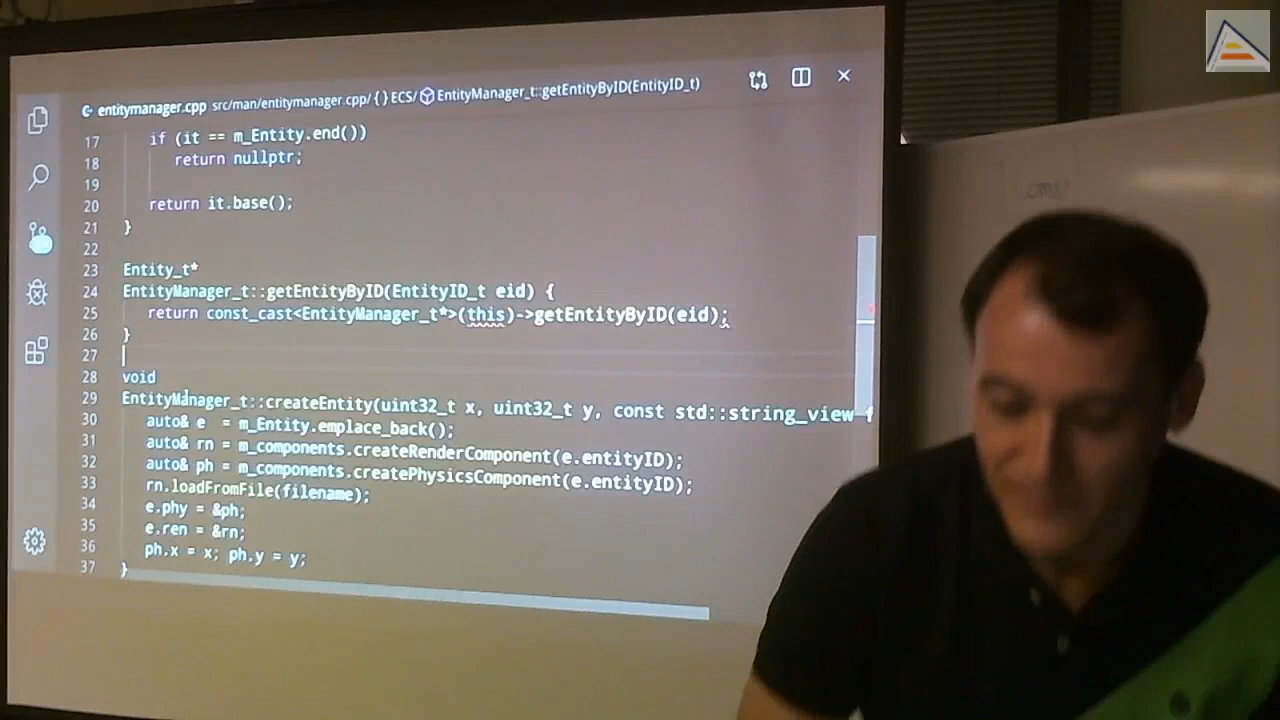 entitymanager.cpp src/man/entitymanager.cpp/ { } ECS/ EntityManager_t::getEntityByID(EntityID_t)
17 if (it == m_Entity.end())
18 return nullptr;
19
20 return it.base();
21 }
22
23 Entity_t*
24 EntityManager_t::getEntityByID(EntityID_t eid) {
25 return const_cast<EntityManager_t*>(this)->getEntityByID(eid);
26 }
27
28 void
29 EntityManager_t::createEntity(uint32_t x, uint32_t y, const std::string_view f
30 auto& e = m_Entity.emplace_back();
31 auto& rn = m_components.createRenderComponent(e.entityID);
32 auto& ph = m_components.createPhysicsComponent(e.entityID);
33 rn.loadFromFile(filename);
34 e.phy = &ph;
35 e.ren = &rn;
36 ph.x = x; ph.y = y;
37 }